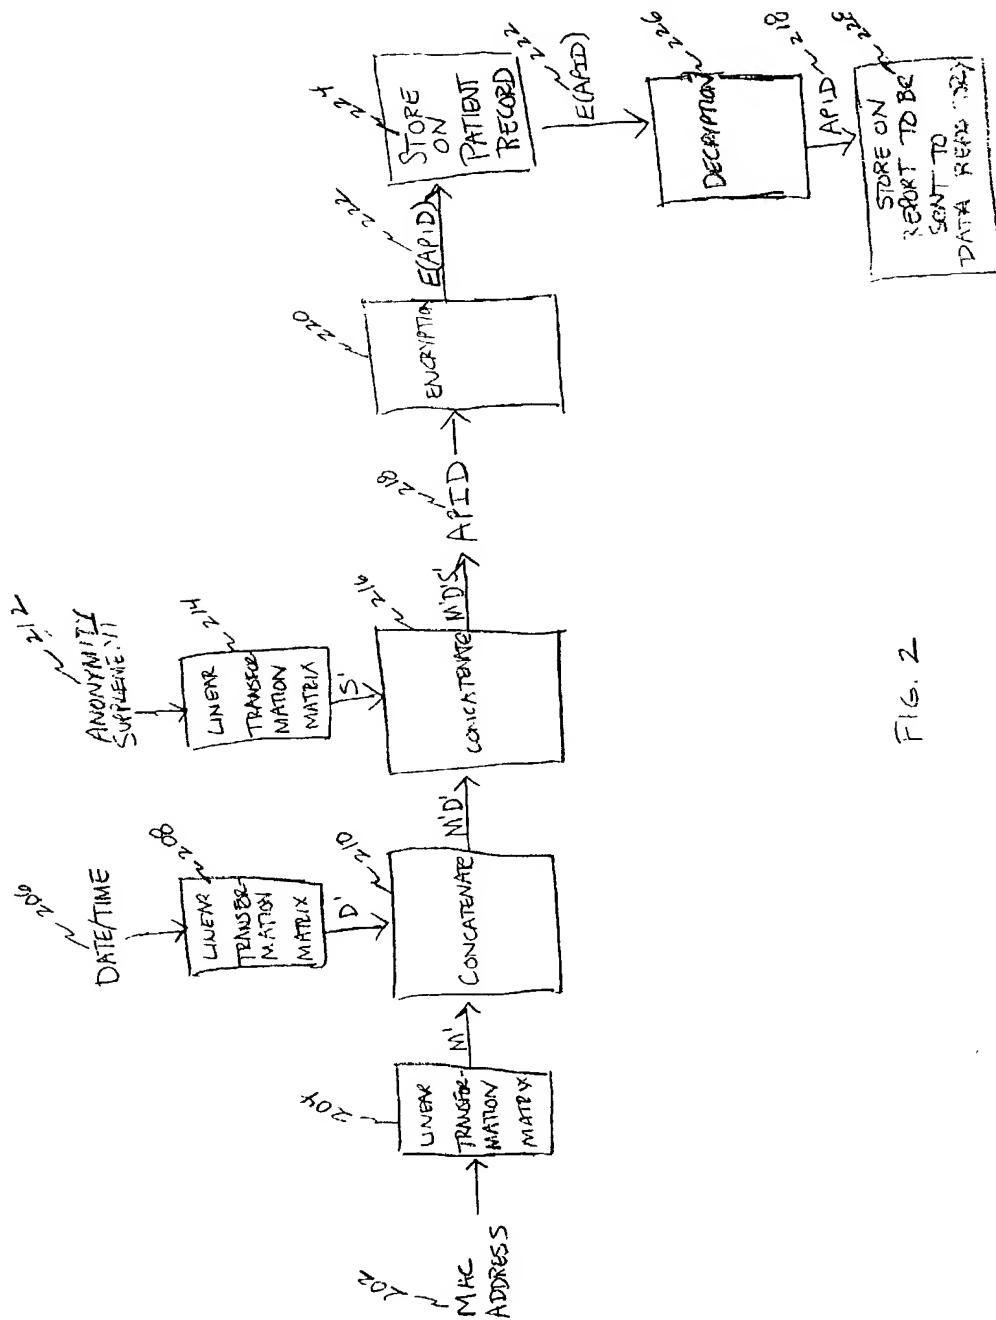 202
MAC
ADDRESS
204
LINEAR
TRANSFOR-
MATION
MATRIX
M'
206
DATE/TIME
208
LINEAR
TRANSFOR-
MATION
MATRIX
D'
210
CONCATENATE
M'D'
212
ANONYMITY
SUPPLEMENT
214
LINEAR
TRANSFOR-
MATION
MATRIX
S'
216
CONCATENATE
M'D'S'
218
APID
220
ENCRYPTION
222
E(APID)
224
STORE
ON
PATIENT
RECORD
222
E(APID)
226
DECRYPTION
218
APID
228
STORE ON
REPORT TO BE
SENT TO
DATA
FIG. 2